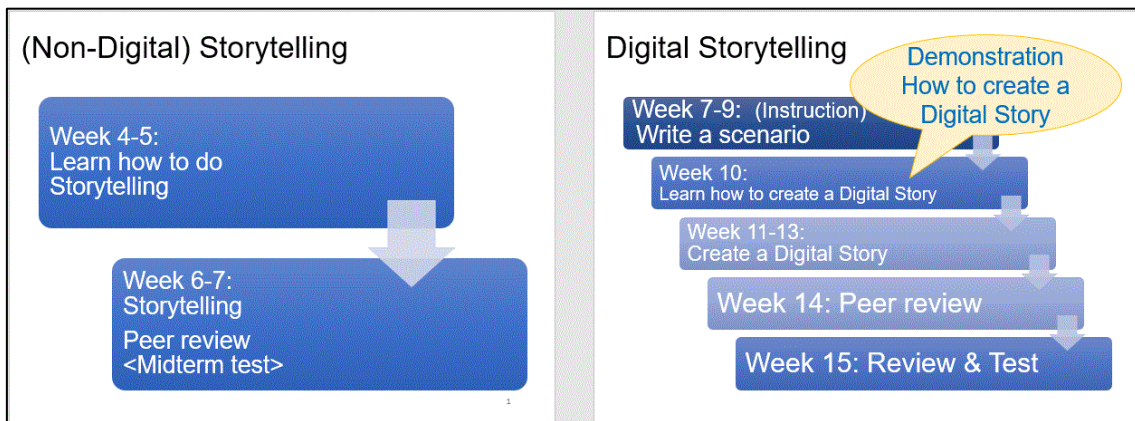 (Non-Digital) Storytelling
Week 4-5:
Learn how to do
Storytelling
Week 6-7:
Storytelling
Peer review
<Midterm test>
1
Digital Storytelling
Demonstration
How to create a
Digital Story
Week 7-9: (Instruction)
Write a scenario
Week 10:
Learn how to create a Digital Story
Week 11-13:
Create a Digital Story
Week 14: Peer review
Week 15: Review & Test